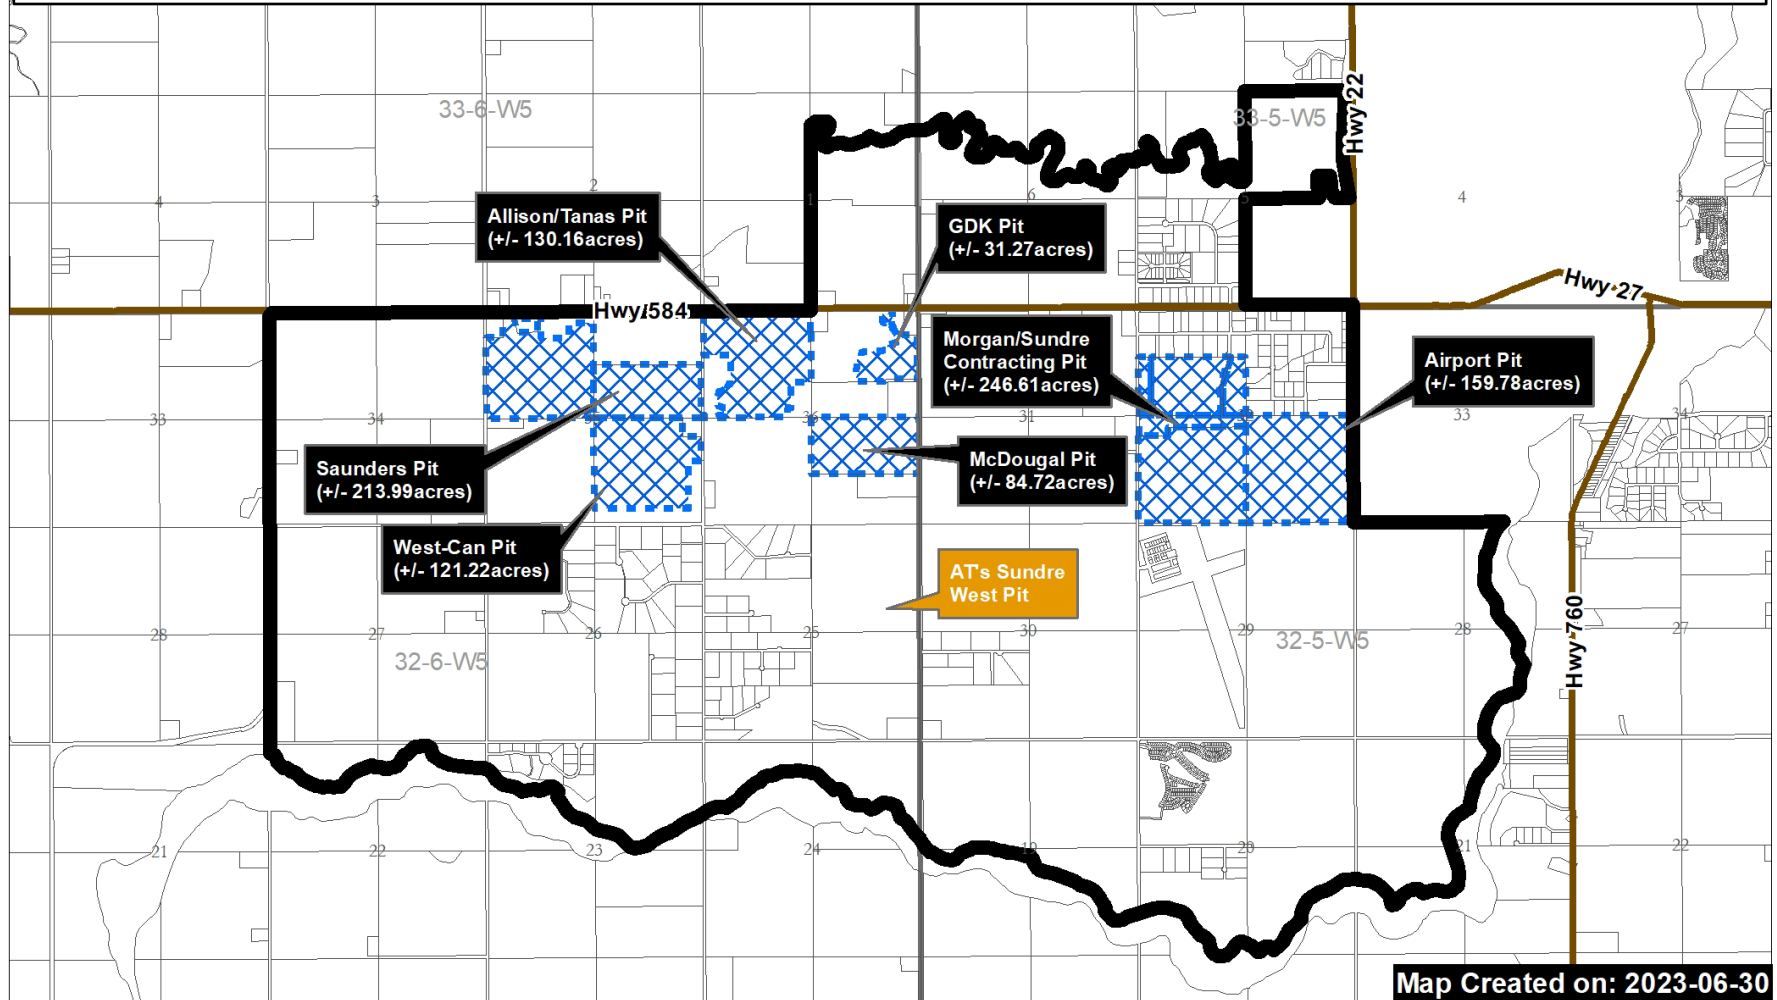 33-6-W5
33-5-W5
Hwy 22
4
3
2
1
6
5
4
3
Allison/Tanas Pit
(+/- 130.16acres)
GDK Pit
(+/- 31.27acres)
Hwy 584
Hwy 27
Morgan/Sundre
Contracting Pit
(+/- 246.61acres)
Airport Pit
(+/- 159.78acres)
33
34
36
31
33
34
Saunders Pit
(+/- 213.99acres)
McDougal Pit
(+/- 84.72acres)
West-Can Pit
(+/- 121.22acres)
AT's Sundre
West Pit
Hwy 760
28
27
26
25
30
29
28
27
32-6-W5
32-5-W5
21
22
23
24
19
20
21
22
Map Created on: 2023-06-30